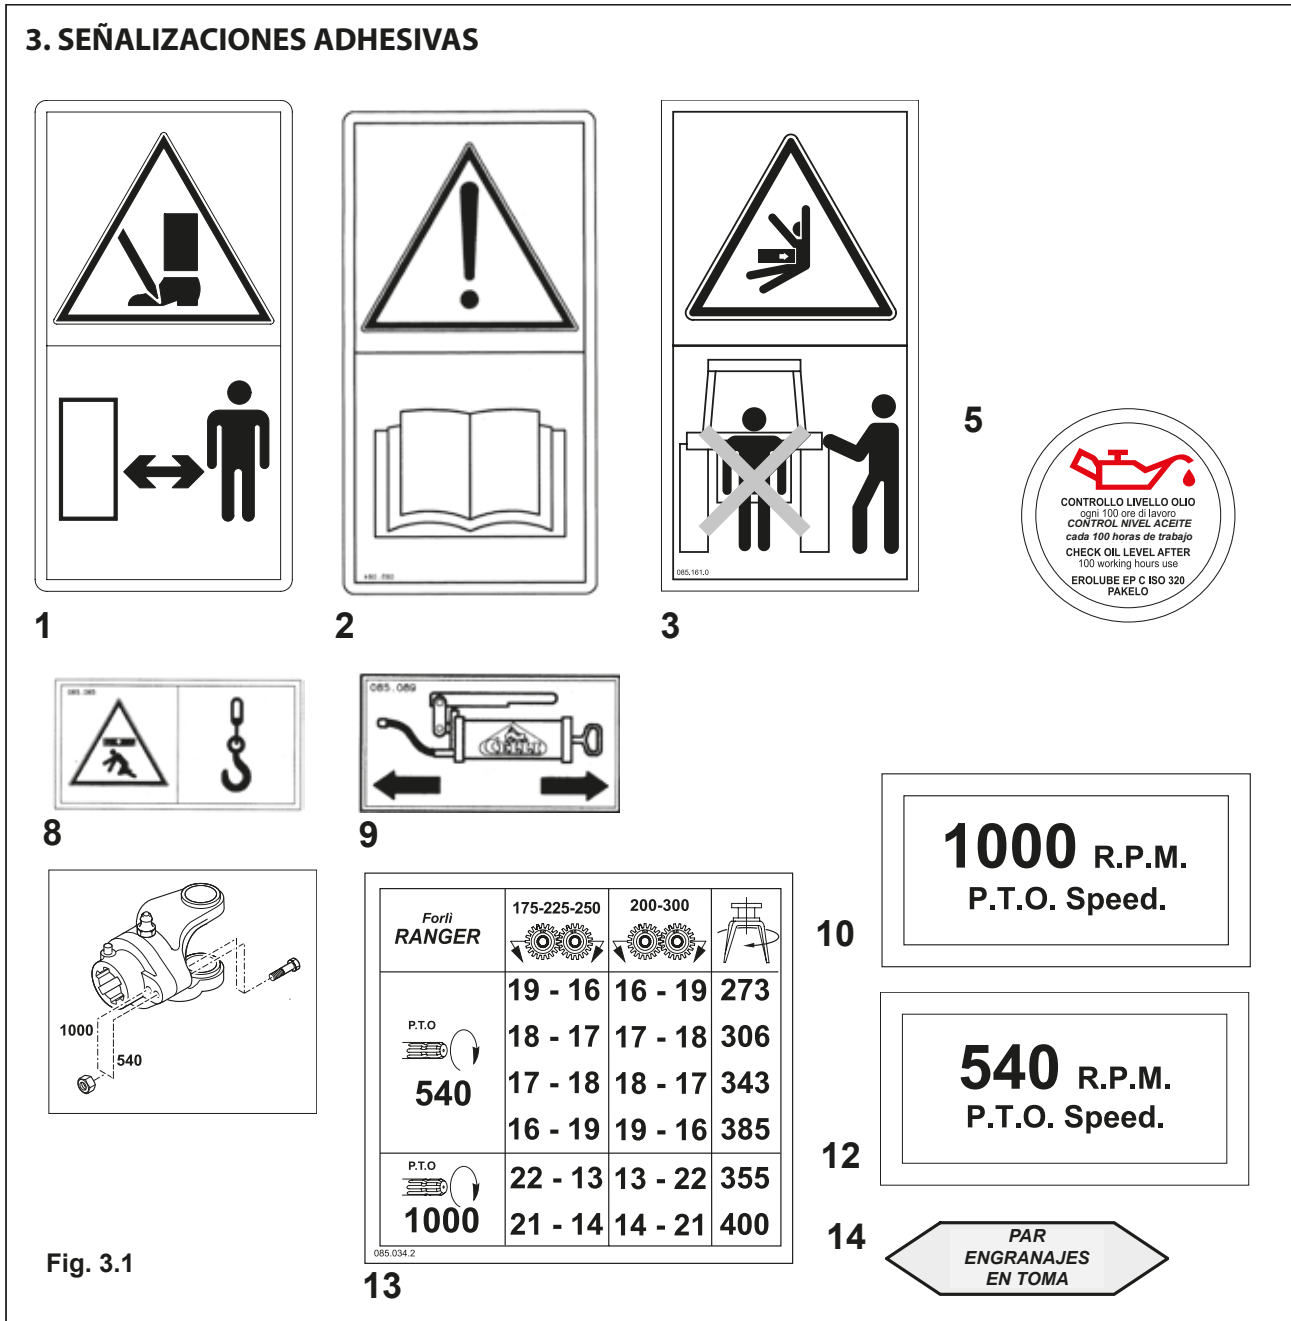 3. SEÑALIZACIONES ADHESIVAS
1
2
085.161.0
3
5
CONTROLLO LIVELLO OLIO
ogni 100 ore di lavoro
CONTROL NIVEL ACEITE
cada 100 horas de trabajo
CHECK OIL LEVEL AFTER
100 working hours use
EROLUBE EP C ISO 320
PAKELO
085.065
8
085.089
CELLI
9
1000 R.P.M.
P.T.O. Speed.
10
1000
540
Forlì
RANGER
175-225-250
200-300
P.T.O
540
19 - 16 16 - 19 273
18 - 17 17 - 18 306
17 - 18 18 - 17 343
16 - 19 19 - 16 385
P.T.O
1000
22 - 13 13 - 22 355
21 - 14 14 - 21 400
085.034.2
13
540 R.P.M.
P.T.O. Speed.
12
14
PAR
ENGRANAJES
EN TOMA
Fig. 3.1